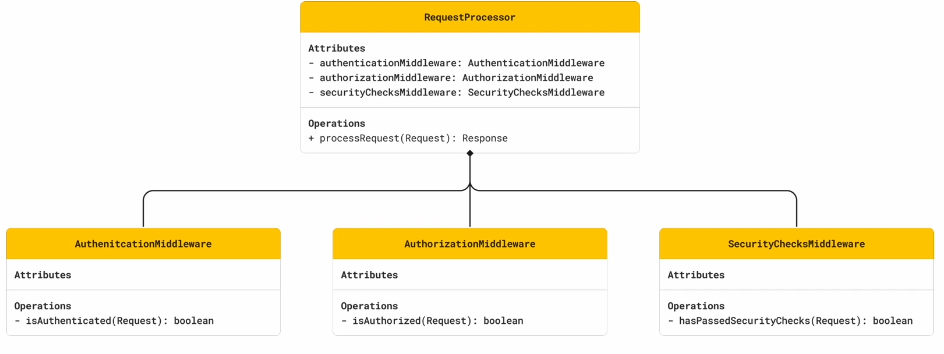 RequestProcessor
Attributes
- authenticationMiddleware: AuthenticationMiddleware
- authorizationMiddleware: AuthorizationMiddleware
- securityChecksMiddleware: SecurityChecksMiddleware
Operations
+ processRequest(Request): Response
AuthenitcationMiddleware
Attributes
Operations
- isAuthenticated(Request): boolean
AuthorizationMiddleware
Attributes
Operations
- isAuthorized(Request): boolean
SecurityChecksMiddleware
Attributes
Operations
- hasPassedSecurityChecks(Request): boolean